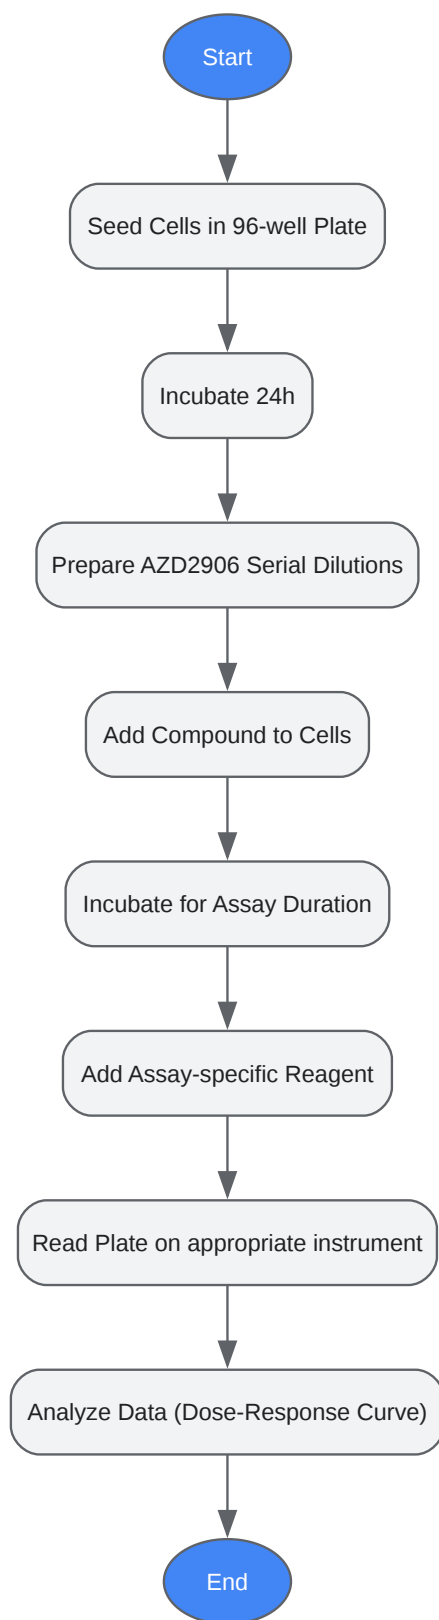 Start
Seed Cells in 96-well Plate
Incubate 24h
Prepare AZD2906 Serial Dilutions
Add Compound to Cells
Incubate for Assay Duration
Add Assay-specific Reagent
Read Plate on appropriate instrument
Analyze Data (Dose-Response Curve)
End